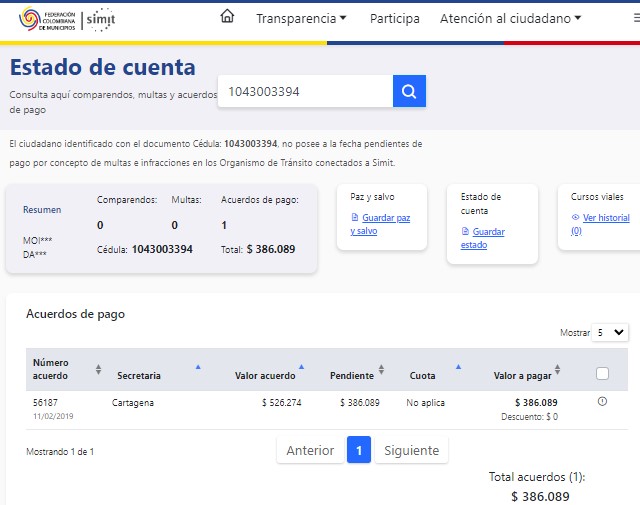 FEDERACIÓN
COLOMBIANA
DE MUNICIPIOS
simit
Transparencia
Participa
Atención al ciudadano
Estado de cuenta
Consulta aquí comparendos, multas y acuerdos
de pago
1043003394
El ciudadano identificado con el documento Cédula: 1043003394, no posee a la fecha pendientes de
pago por concepto de multas e infracciones en los Organismo de Tránsito conectados a Simit.
Resumen
MOI***
DA***
Comparendos: Multas: Acuerdos de pago:
0 0 1
Cédula: 1043003394 Total: $ 386.089
Paz y salvo
Guardar paz
y salvo
Estado de
cuenta
Guardar
estado
Cursos viales
Ver historial
(0)
Acuerdos de pago
Mostrar 5
Número
acuerdo
Secretaria
Valor acuerdo
Pendiente
Cuota
Valor a pagar
56187 Cartagena $ 526.274 $ 386.089 No aplica $ 386.089
11/02/2019 Descuento: $ 0
Mostrando 1 de 1
Anterior 1 Siguiente
Total acuerdos (1):
$ 386.089